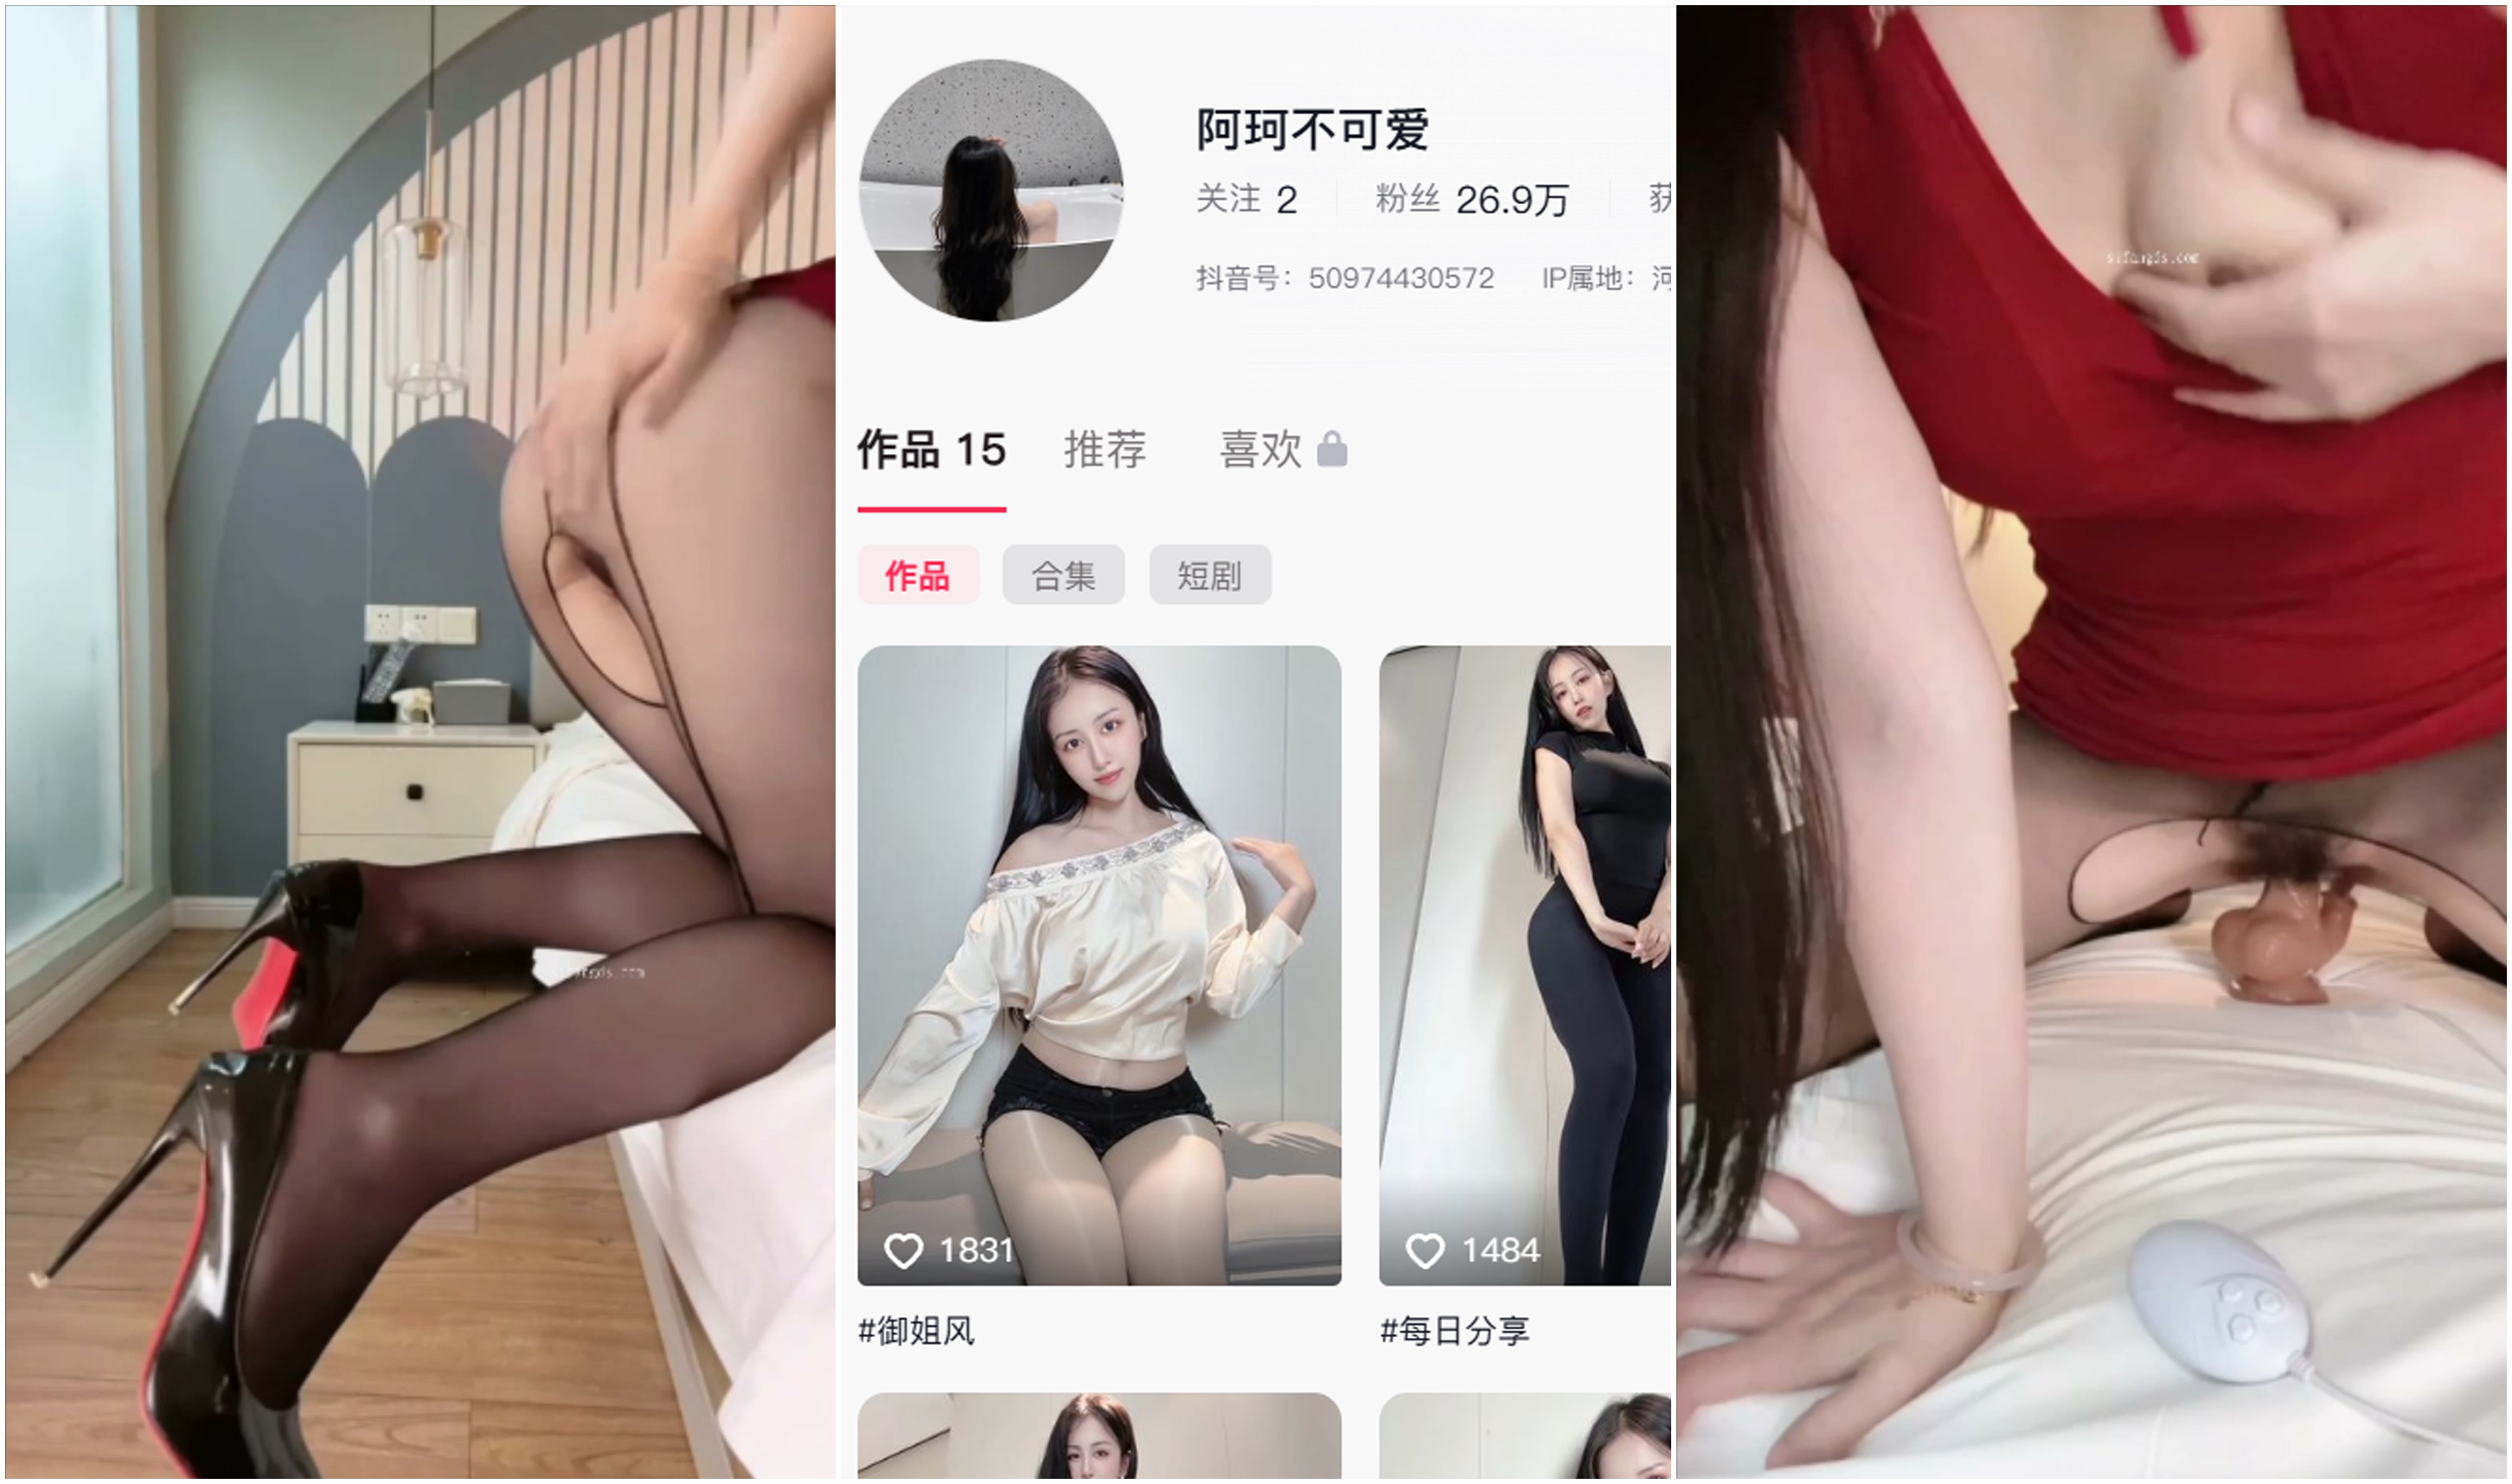 阿珂不可爱
关注 2 粉丝 26.9万 获
抖音号：50974430572 IP属地：河
作品 15 推荐 喜欢
作品 合集 短剧
1831
1484
#御姐风
#每日分享